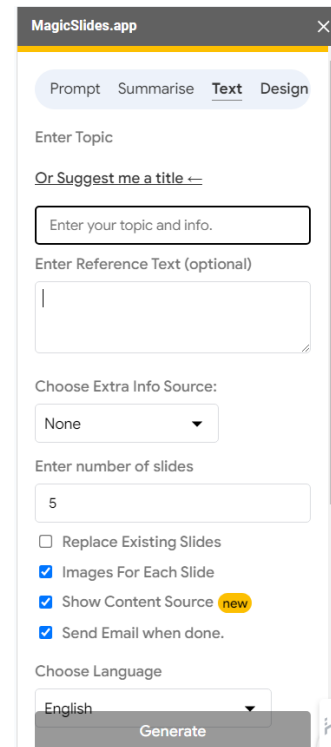 MagicSlides.app
Prompt Summarise Text Design
Enter Topic
Or Suggest me a title ←
Enter your topic and info.
Enter Reference Text (optional)
Choose Extra Info Source:
None
Enter number of slides
5
Replace Existing Slides
Images For Each Slide
Show Content Source new
Send Email when done.
Choose Language
English
Generate